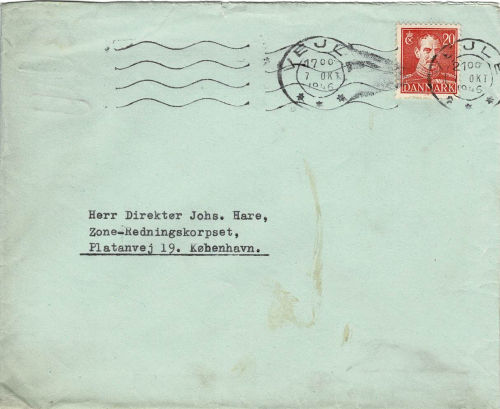 VEJLE
17 00
7 OKT
1946
VEJLE
2100
7 OKT
1946
20
DANMARK
Herr Direktør Johs. Hare,
Zone-Redningskorpset,
Platanvej 19. København.